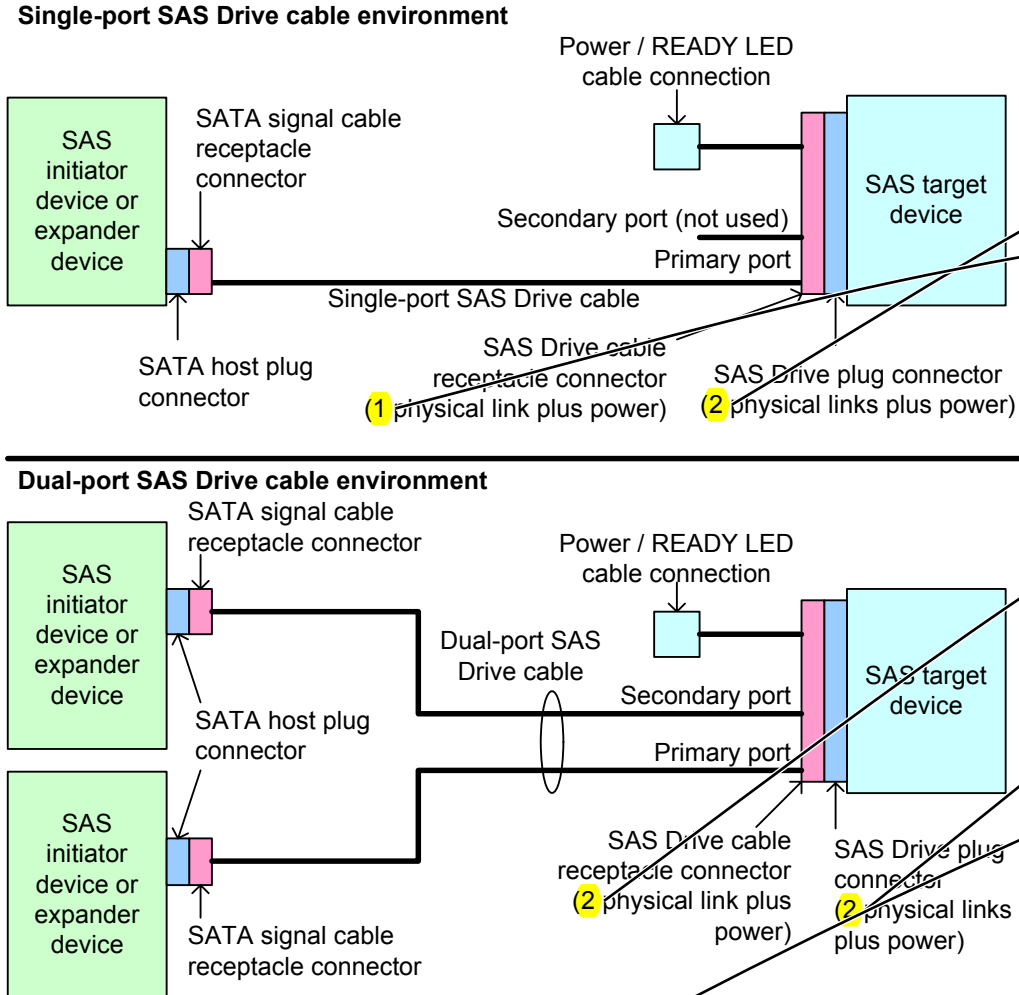 Single-port SAS Drive cable environment
Power / READY LED
cable connection
SAS
initiator
device or
expander
device
SATA signal cable
receptacle
connector
SAS target
device
Secondary port (not used)
Primary port
Single-port SAS Drive cable
SATA host plug
connector
SAS Drive cable
receptacle connector
(1 physical link plus power)
SAS Drive plug connector
(2 physical links plus power)
Dual-port SAS Drive cable environment
SATA signal cable
receptacle connector
Power / READY LED
cable connection
SAS
initiator
device or
expander
device
Dual-port SAS
Drive cable
SAS target
device
Secondary port
SATA host plug
connector
Primary port
SAS
initiator
device or
expander
device
SAS Drive cable
receptacle connector
(2 physical link plus
power)
SAS Drive plug
connector
(2 physical links
plus power)
SATA signal cable
receptacle connector